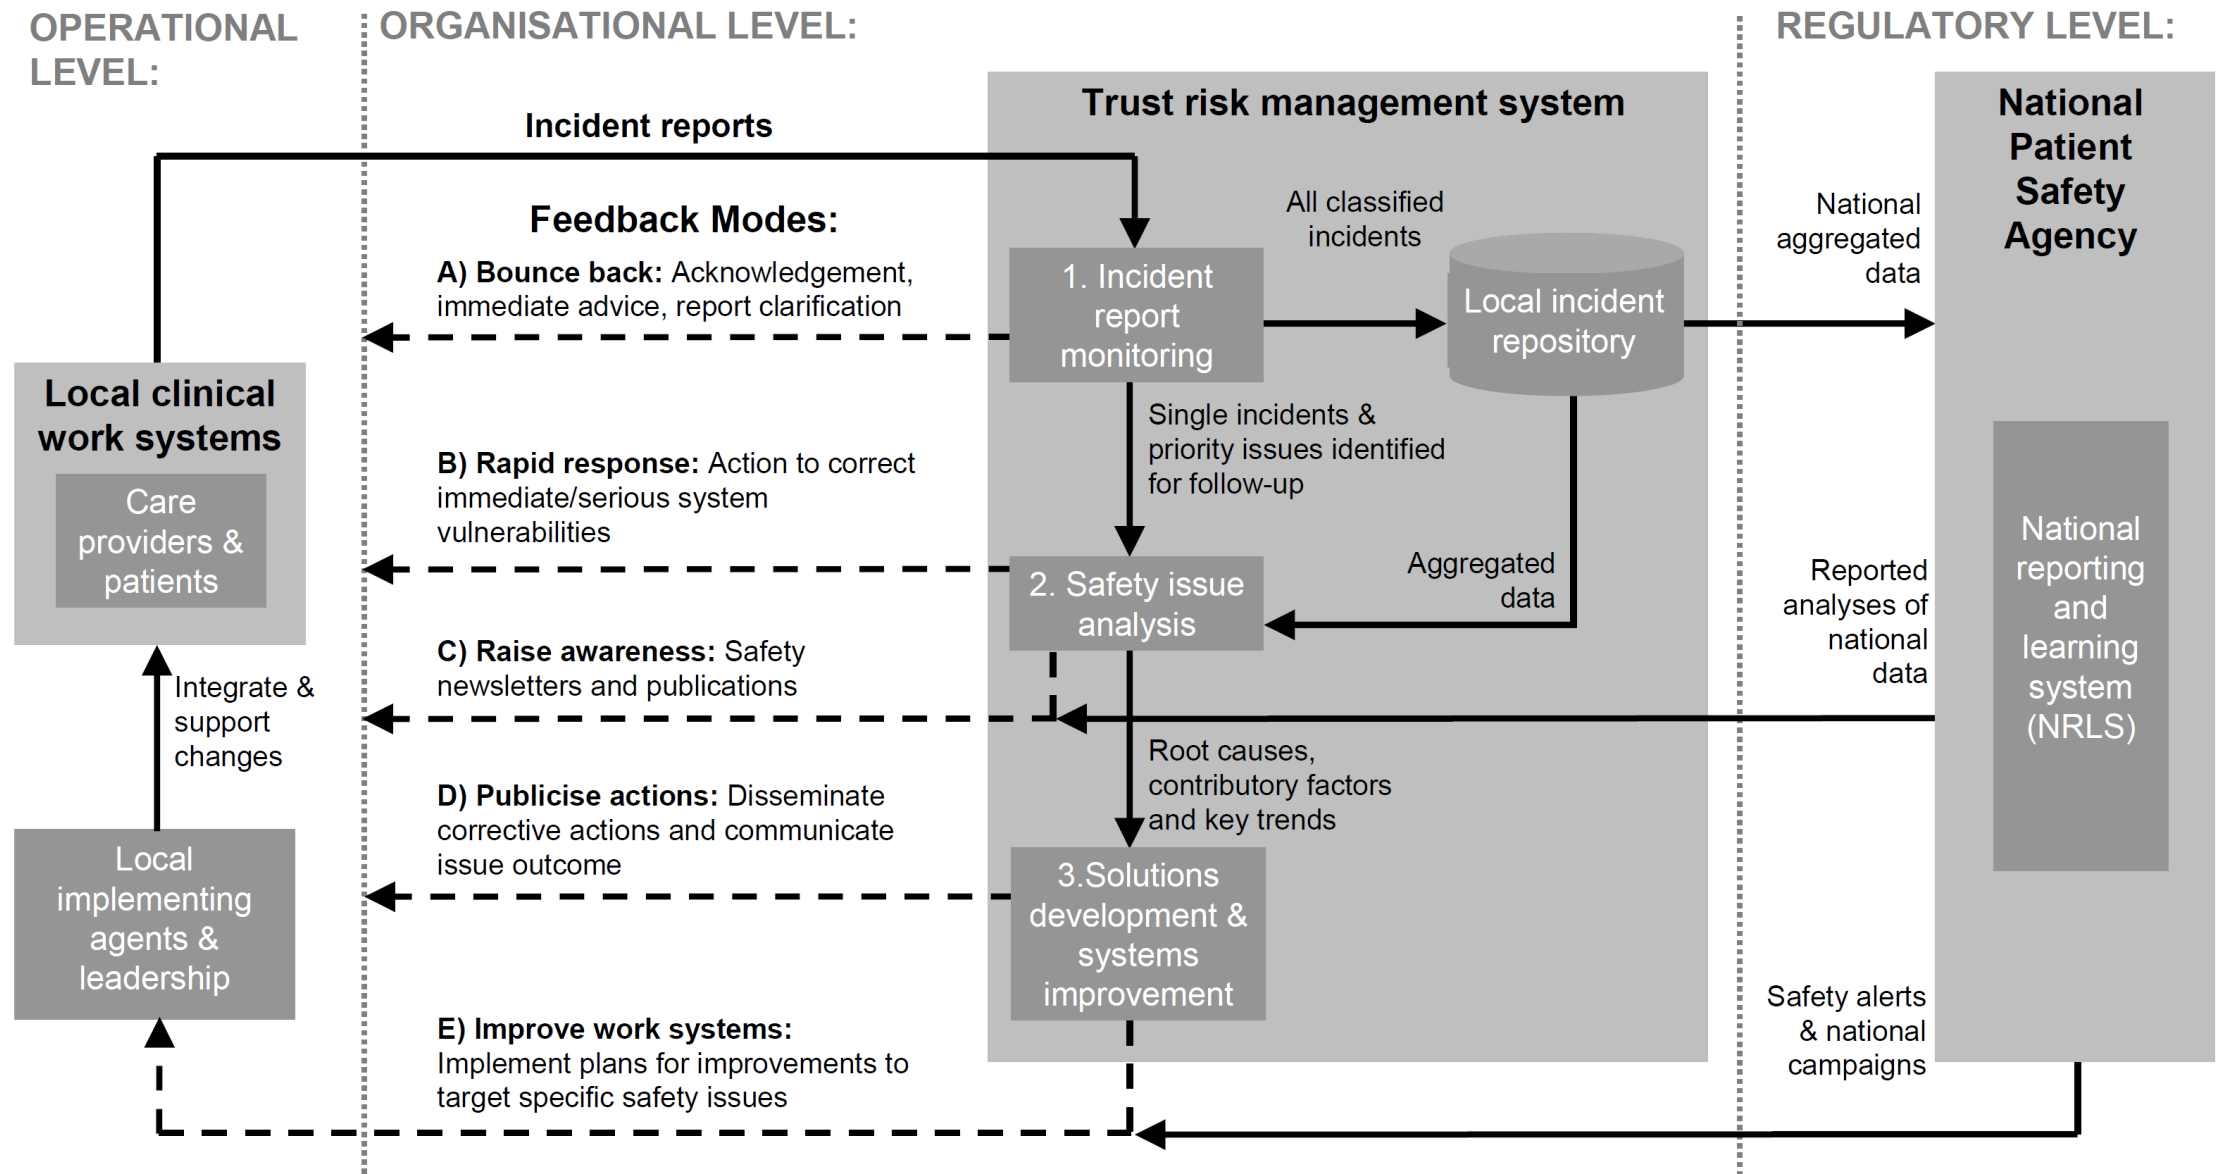 OPERATIONAL
LEVEL:
ORGANISATIONAL LEVEL:
REGULATORY LEVEL:
Incident reports
Feedback Modes:
A) Bounce back: Acknowledgement,
immediate advice, report clarification
B) Rapid response: Action to correct
immediate/serious system
vulnerabilities
C) Raise awareness: Safety
newsletters and publications
D) Publicise actions: Disseminate
corrective actions and communicate
issue outcome
E) Improve work systems:
Implement plans for improvements to
target specific safety issues
Local clinical
work systems
Care
providers &
patients
Integrate &
support
changes
Local
implementing
agents &
leadership
Trust risk management system
1. Incident
report
monitoring
All classified
incidents
Local incident
repository
Single incidents &
priority issues identified
for follow-up
Aggregated
data
2. Safety issue
analysis
Root causes,
contributory factors
and key trends
3.Solutions
development &
systems
improvement
National
aggregated
data
Reported
analyses of
national
data
Safety alerts
& national
campaigns
National
Patient
Safety
Agency
National
reporting
and
learning
system
(NRLS)